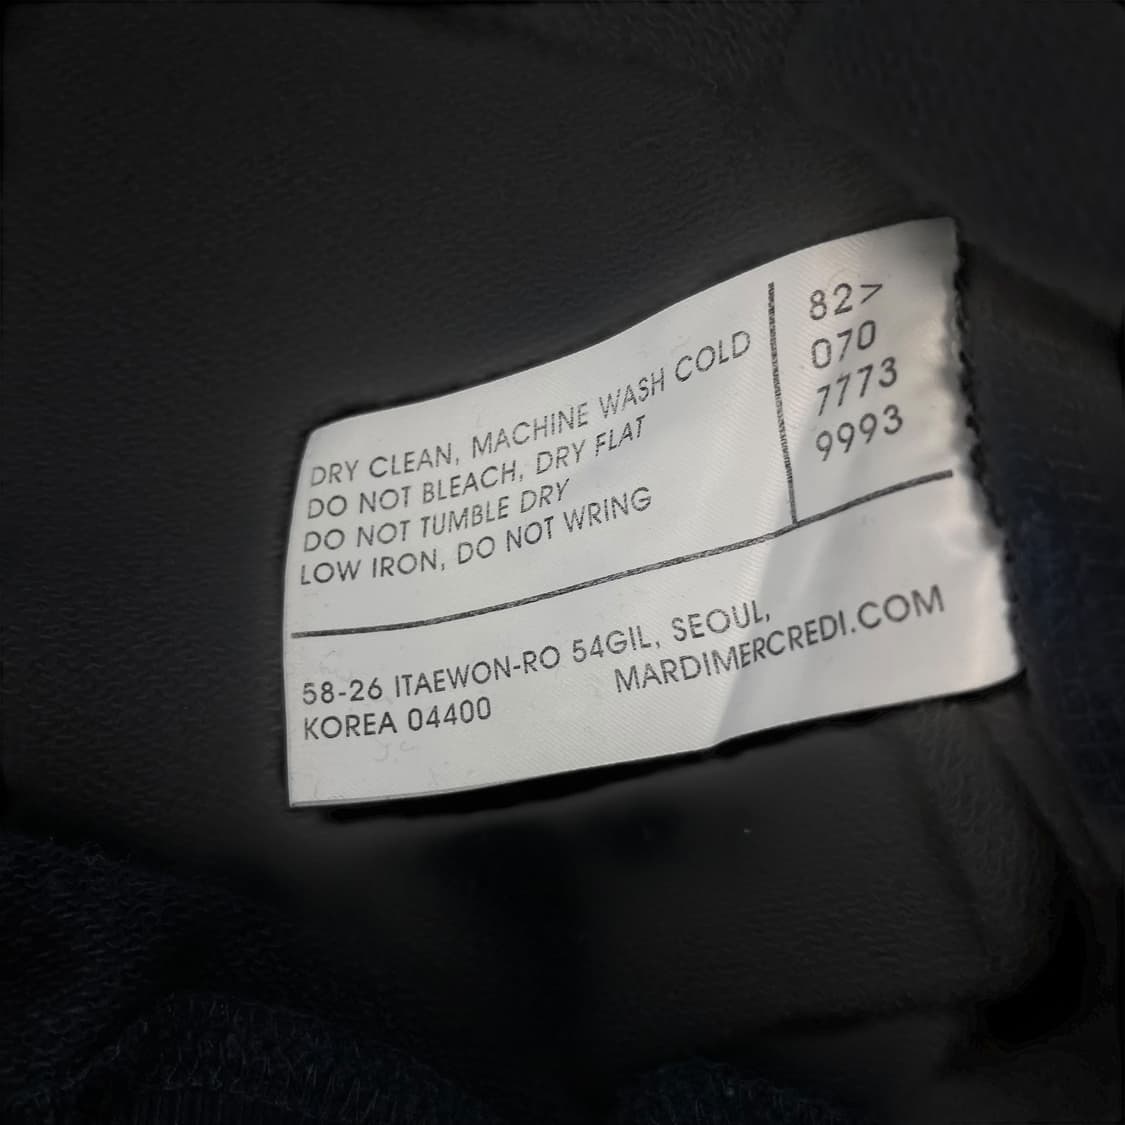 DRY CLEAN, MACHINE WASH COLD
DO NOT BLEACH, DRY FLAT
DO NOT TUMBLE DRY
LOW IRON, DO NOT WRING
82>
070
7773
9993
58-26 ITAEWON-RO 54GIL, SEOUL,
KOREA 04400
MARDIMERCREDI.COM